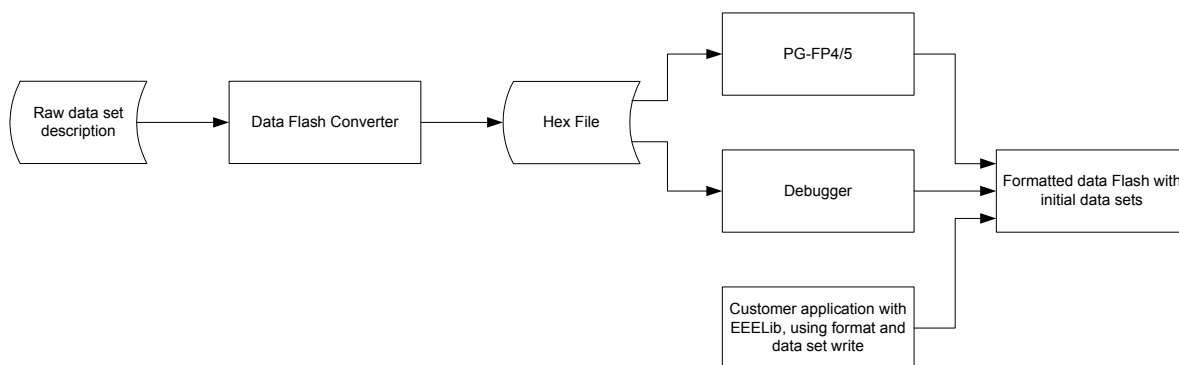 PG-FP4/5
Raw data set
description
Data Flash Converter
Hex File
Debugger
Formatted data Flash with
initial data sets
Customer application with
EEELib, using format and
data set write